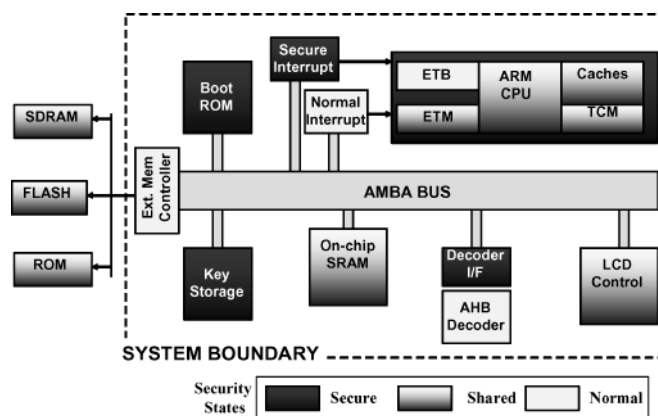 Secure
Interrupt
Boot
ROM
Normal
Interrupt
ETB
ETM
ARM
CPU
Caches
TCM
SDRAM
FLASH
ROM
Ext. Mem
Controller
AMBA BUS
Key
Storage
On-chip
SRAM
Decoder
I/F
AHB
Decoder
LCD
Control
SYSTEM BOUNDARY
Security
States
Secure
Shared
Normal